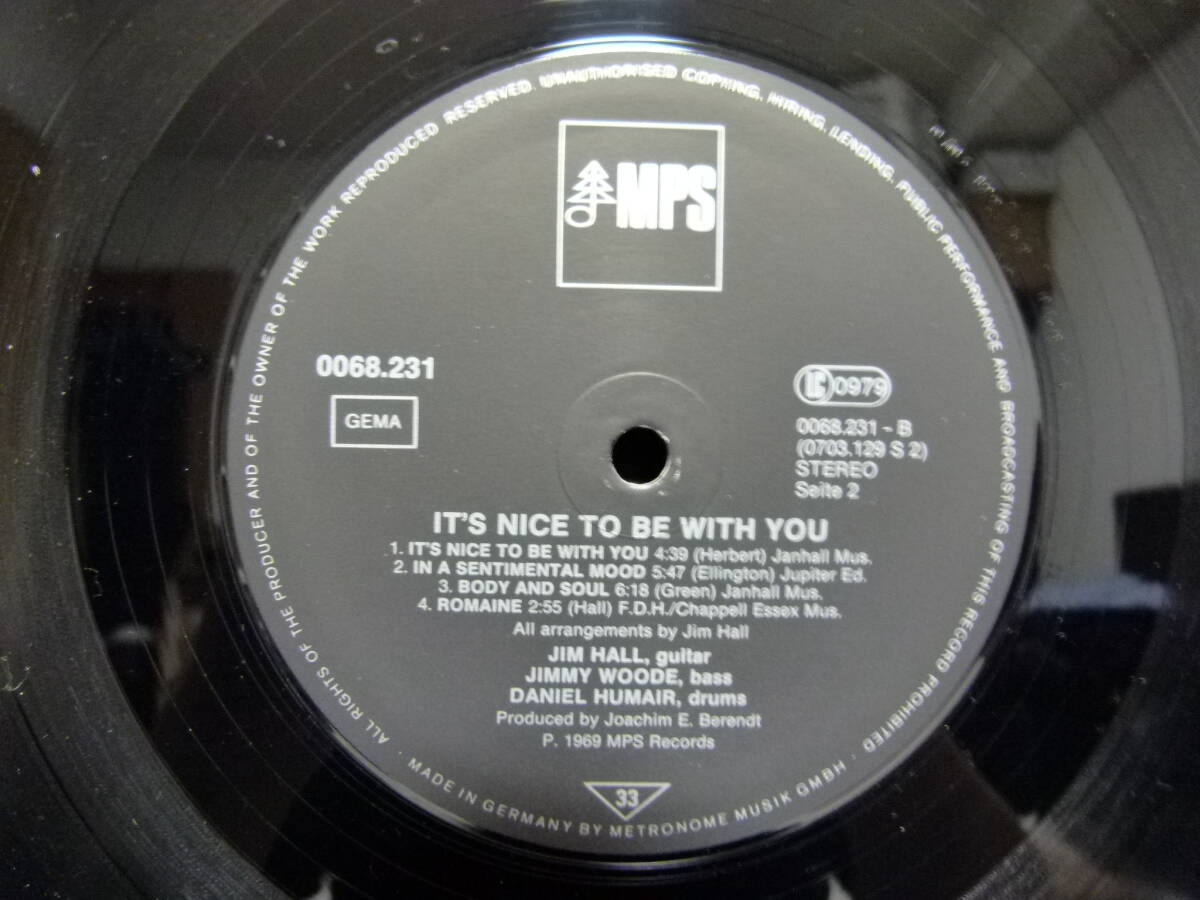 ALL RIGHTS OF THE PRODUCER AND OF THE OWNER OF THE WORK REPRODUCED RESERVED. UNAUTHORISED COPYING, HIRING, LENDING, PUBLIC PERFORMANCE AND BROADCASTING OF THIS RECORD PROHIBITED ·
MPS
0068.231
GEMA
LC 0979
0068.231 - B
(0703.129 S 2)
STEREO
Seite 2
IT'S NICE TO BE WITH YOU
1. IT'S NICE TO BE WITH YOU 4:39 (Herbert) Janhall Mus.
2. IN A SENTIMENTAL MOOD 5:47 (Ellington) Jupiter Ed.
3. BODY AND SOUL 6:18 (Green) Janhall Mus.
4. ROMAINE 2:55 (Hall) F.D.H./Chappell Essex Mus.
All arrangements by Jim Hall
JIM HALL, guitar
JIMMY WOODE, bass
DANIEL HUMAIR, drums
Produced by Joachim E. Berendt
P. 1969 MPS Records
33
· MADE IN GERMANY BY METRONOME MUSIK GMBH ·